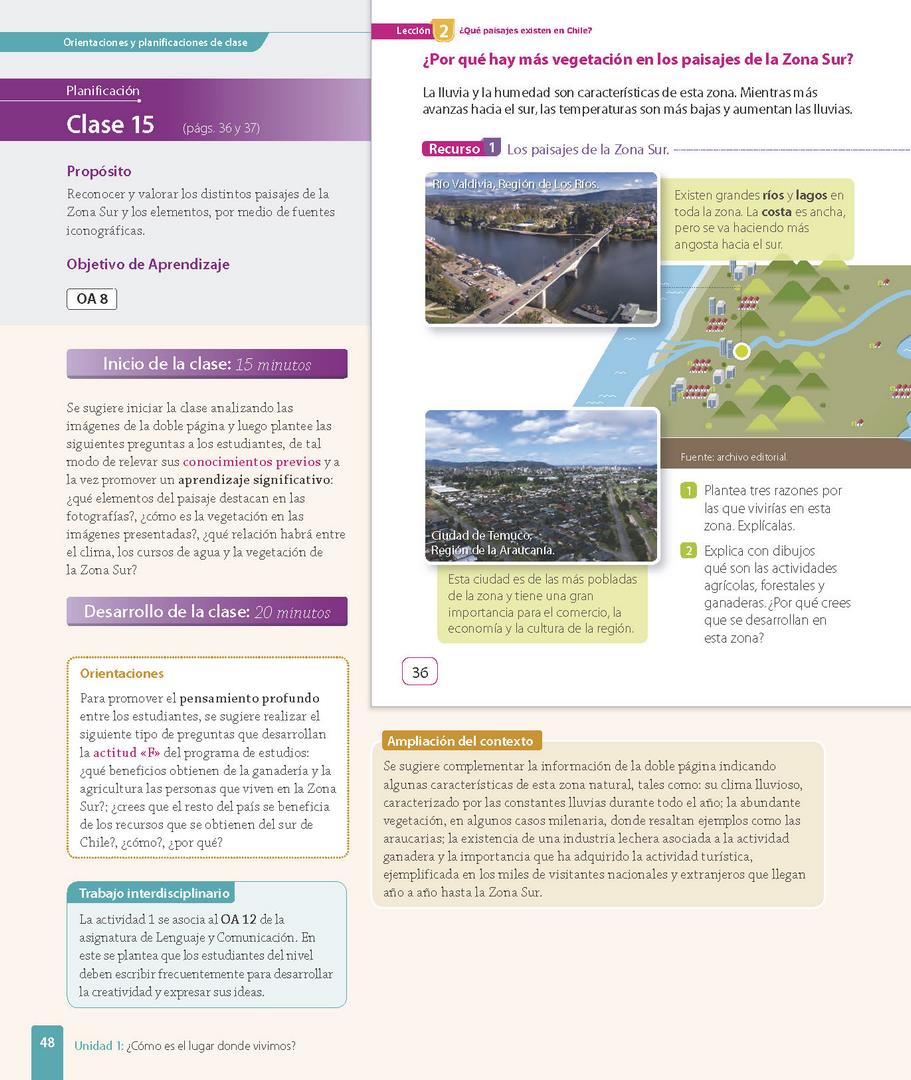 Orientaciones y planificaciones de clase
Planificación
Clase 15 (págs. 36 y 37)
Propósito
Reconocer y valorar los distintos paisajes de la
Zona Sur y los elementos, por medio de fuentes
iconográficas.
Objetivo de Aprendizaje
OA 8
Inicio de la clase: 15 minutos
Se sugiere iniciar la clase analizando las
imágenes de la doble página y luego plantee las
siguientes preguntas a los estudiantes, de tal
modo de relevar sus conocimientos previos y a
la vez promover un aprendizaje significativo:
¿qué elementos del paisaje destacan en las
fotografías?, ¿cómo es la vegetación en las
imágenes presentadas?, ¿qué relación habrá entre
el clima, los cursos de agua y la vegetación de
la Zona Sur?
Desarrollo de la clase: 20 minutos
Orientaciones
Para promover el pensamiento profundo
entre los estudiantes, se sugiere realizar el
siguiente tipo de preguntas que desarrollan
la actitud «F» del programa de estudios:
¿qué beneficios obtienen de la ganadería y la
agricultura las personas que viven en la Zona
Sur?; ¿crees que el resto del país se beneficia
de los recursos que se obtienen del sur de
Chile?, ¿cómo?, ¿por qué?
Trabajo interdisciplinario
La actividad 1 se asocia al OA 12 de la
asignatura de Lenguaje y Comunicación. En
este se plantea que los estudiantes del nivel
deben escribir frecuentemente para desarrollar
la creatividad y expresar sus ideas.
Lección 2 ¿Qué paisajes existen en Chile?
¿Por qué hay más vegetación en los paisajes de la Zona Sur?
La lluvia y la humedad son características de esta zona. Mientras más
avanzas hacia el sur, las temperaturas son más bajas y aumentan las lluvias.
Recurso 1 Los paisajes de la Zona Sur.
Río Valdivia, Región de Los Ríos.
Existen grandes ríos y lagos en
toda la zona. La costa es ancha,
pero se va haciendo más
angosta hacia el sur.
Fuente: archivo editorial.
Ciudad de Temuco,
Región de la Araucanía.
Esta ciudad es de las más pobladas
de la zona y tiene una gran
importancia para el comercio, la
economía y la cultura de la región.
1 Plantea tres razones por
las que vivirías en esta
zona. Explícalas.
2 Explica con dibujos
qué son las actividades
agrícolas, forestales y
ganaderas. ¿Por qué crees
que se desarrollan en
esta zona?
36
Ampliación del contexto
Se sugiere complementar la información de la doble página indicando
algunas características de esta zona natural, tales como: su clima lluvioso,
caracterizado por las constantes lluvias durante todo el año; la abundante
vegetación, en algunos casos milenaria, donde resaltan ejemplos como las
araucarias; la existencia de una industria lechera asociada a la actividad
ganadera y la importancia que ha adquirido la actividad turística,
ejemplificada en los miles de visitantes nacionales y extranjeros que llegan
año a año hasta la Zona Sur.
48 Unidad 1: ¿Cómo es el lugar donde vivimos?